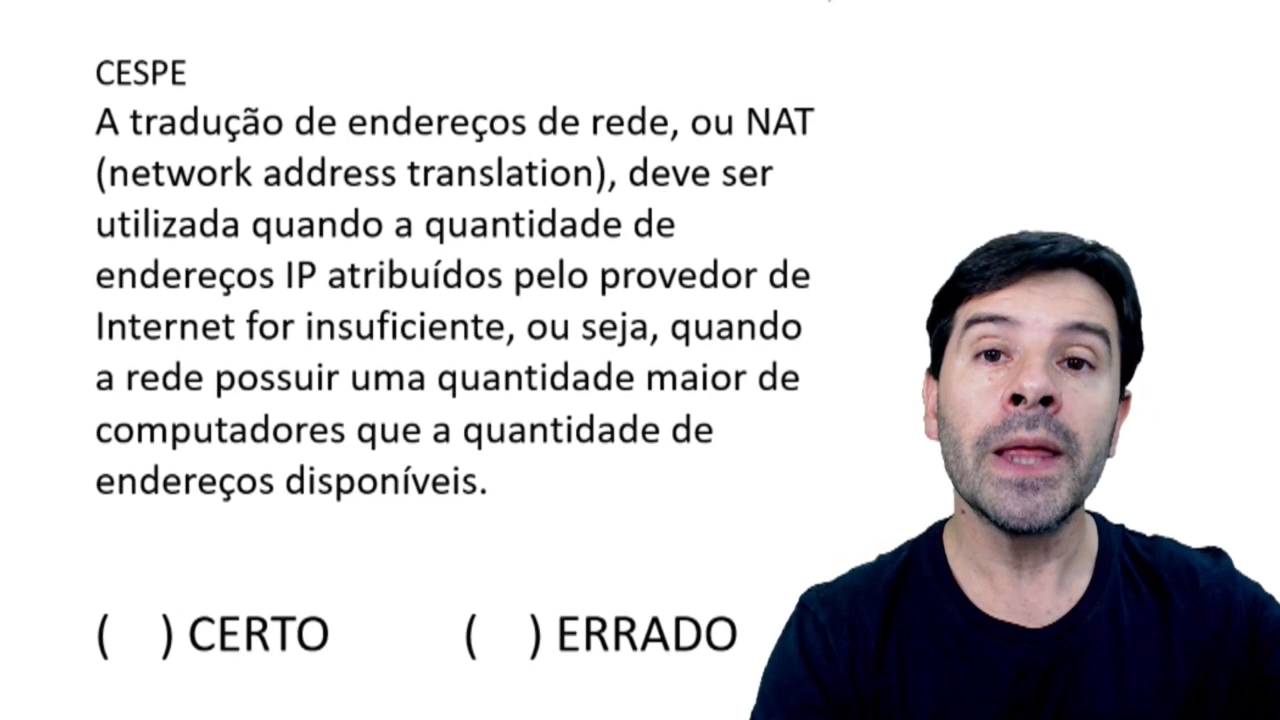 CESPE
A tradução de endereços de rede, ou NAT
(network address translation), deve ser
utilizada quando a quantidade de
endereços IP atribuídos pelo provedor de
Internet for insuficiente, ou seja, quando
a rede possuir uma quantidade maior de
computadores que a quantidade de
endereços disponíveis.
( ) CERTO ( ) ERRADO